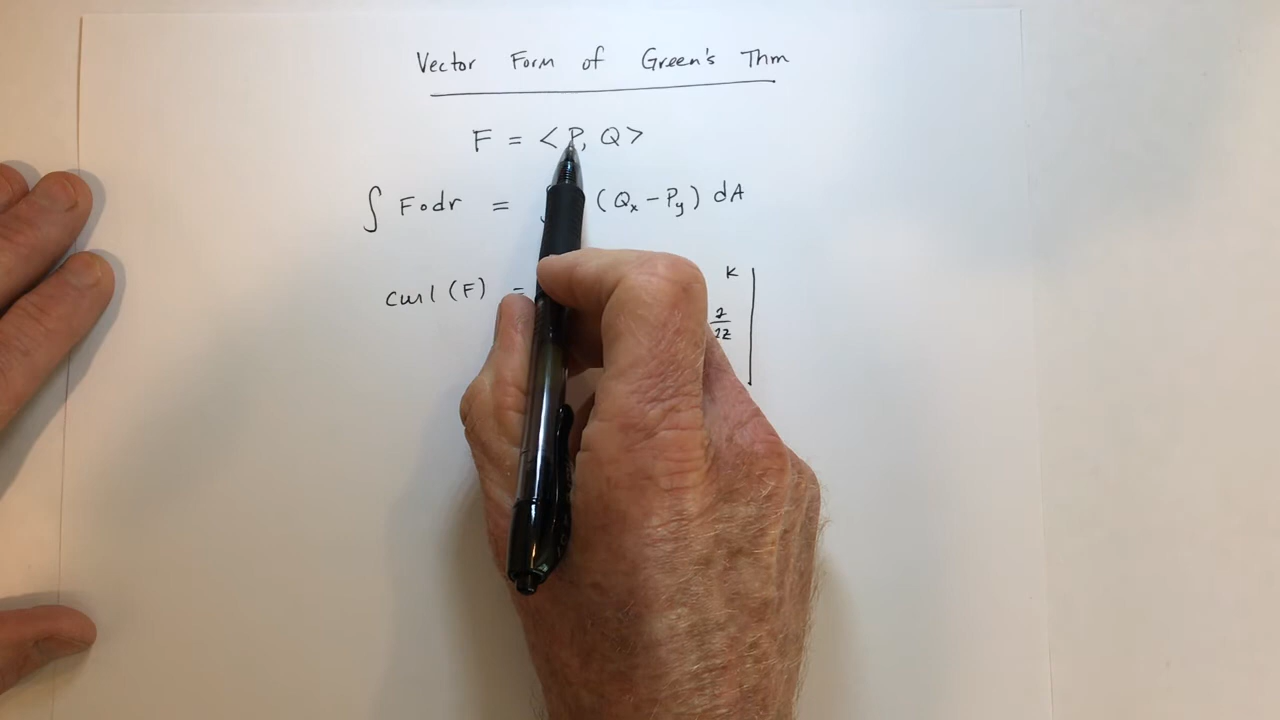 Vector Form of Green's Thm
F = <P, Q>
∫ F∘dr = (Qx - Py) dA
curl (F) = K
∂/∂z